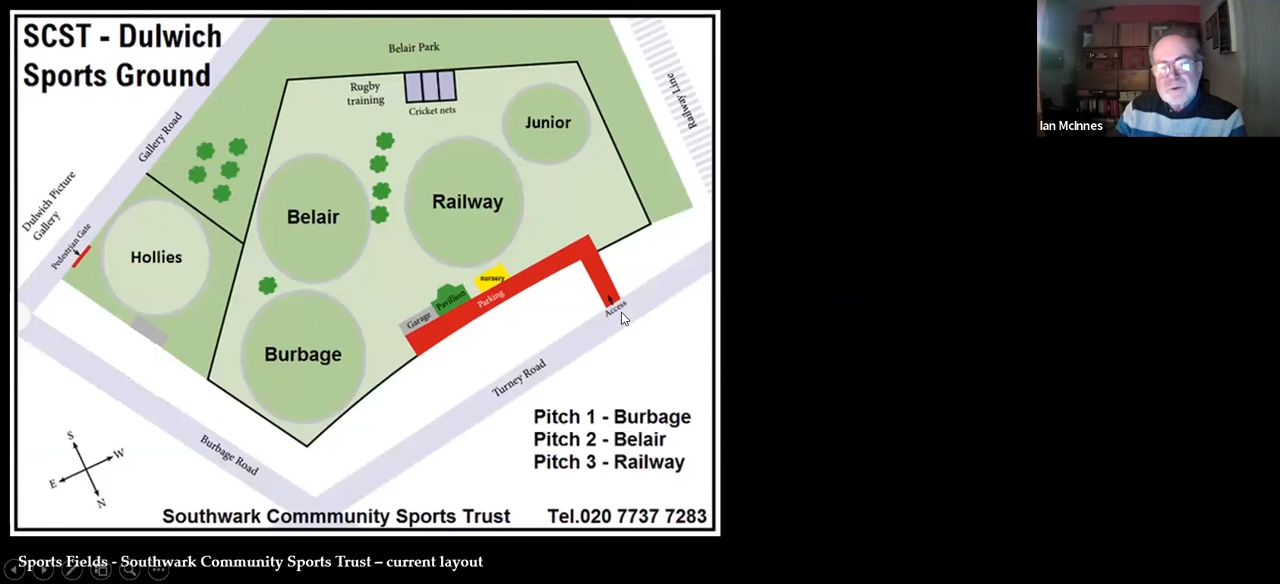 SCST - Dulwich
Sports Ground
Belair Park
Rugby
training
Cricket nets
Junior
Railway Line
Gallery Road
Dulwich Picture
Gallery
Pedestrian Gate
Hollies
Belair
Railway
nursery
Pavillion
Garage
Parking
Access
Burbage
Turney Road
Burbage Road
Pitch 1 - Burbage
Pitch 2 - Belair
Pitch 3 - Railway
S
W
E
N
Southwark Commmunity Sports Trust Tel.020 7737 7283
Sports Fields - Southwark Community Sports Trust – current layout
Ian McInnes